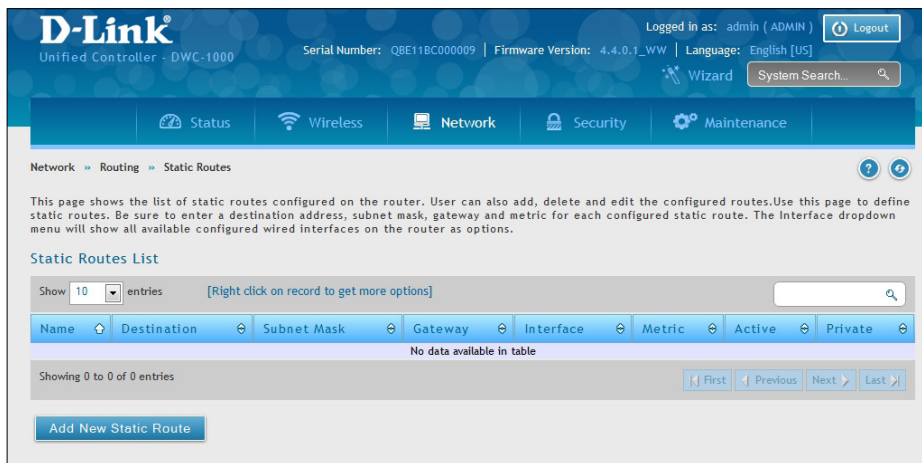 D-Link®
Unified Controller - DWC-1000
Logged in as: admin ( ADMIN ) Logout
Serial Number: QBE11BC000009 | Firmware Version: 4.4.0.1_WW | Language: English [US]
Wizard System Search...
Status Wireless Network Security Maintenance
Network » Routing » Static Routes
This page shows the list of static routes configured on the router. User can also add, delete and edit the configured routes.Use this page to define
static routes. Be sure to enter a destination address, subnet mask, gateway and metric for each configured static route. The Interface dropdown
menu will show all available configured wired interfaces on the router as options.
Static Routes List
Show 10 entries [Right click on record to get more options]
Name Destination Subnet Mask Gateway Interface Metric Active Private
No data available in table
Showing 0 to 0 of 0 entries First Previous Next Last
Add New Static Route